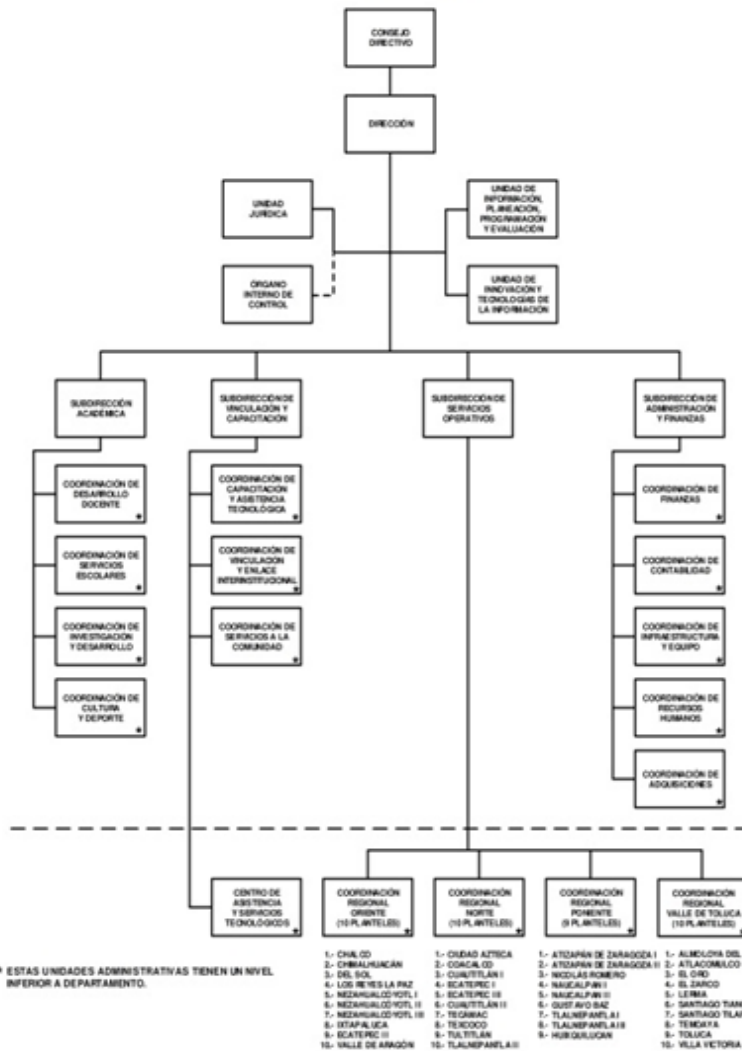 CONSEJO
DIRECTIVO
DIRECCIÓN
UNIDAD
JURÍDICA
UNIDAD DE
INFORMACIÓN,
PLANEACIÓN,
PROGRAMACIÓN
Y EVALUACIÓN
ÓRGANO
INTERNO DE
CONTROL
UNIDAD DE
INNOVACIÓN Y
TECNOLOGÍAS DE
LA INFORMACIÓN
SUBDIRECCIÓN
ACADÉMICA
SUBDIRECCIÓN DE
VINCULACIÓN Y
CAPACITACIÓN
SUBDIRECCIÓN DE
SERVICIOS
OPERATIVOS
SUBDIRECCIÓN DE
ADMINISTRACIÓN
Y FINANZAS
COORDINACIÓN DE
DESARROLLO
DOCENTE
COORDINACIÓN DE
SERVICIOS
ESCOLARES
COORDINACIÓN DE
INVESTIGACIÓN
Y DESARROLLO
COORDINACIÓN DE
CULTURA
Y DEPORTE
COORDINACIÓN DE
CAPACITACIÓN
Y ASISTENCIA
TECNOLÓGICA
COORDINACIÓN DE
VINCULACIÓN
Y ENLACE
INTERINSTITUCIONAL
COORDINACIÓN DE
SERVICIOS A LA
COMUNIDAD
COORDINACIÓN DE
FINANZAS
COORDINACIÓN DE
CONTABILIDAD
COORDINACIÓN DE
INFRAESTRUCTURA
Y EQUIPO
COORDINACIÓN DE
RECURSOS
HUMANOS
COORDINACIÓN DE
ADQUISICIONES
CENTRO DE
ASISTENCIA
Y SERVICIOS
TECNOLÓGICOS
COORDINACIÓN
REGIONAL
ORIENTE
(10 PLANTELES)
COORDINACIÓN
REGIONAL
NORTE
(10 PLANTELES)
COORDINACIÓN
REGIONAL
PONIENTE
(9 PLANTELES)
COORDINACIÓN
REGIONAL
VALLE DE TOLUCA
(10 PLANTELES)
ESTAS UNIDADES ADMINISTRATIVAS TIENEN UN NIVEL
INFERIOR A DEPARTAMENTO.
1.- CHALCO
2.- CHIMALHUACÁN
3.- DEL SOL
4.- LOS REYES LA PAZ
5.- NEZAHUALCÓYOTL I
6.- NEZAHUALCÓYOTL II
7.- NEZAHUALCÓYOTL III
8.- IXTAPALUCA
9.- ECATEPEC II
10.- VALLE DE ARAGÓN
1.- CIUDAD AZTECA
2.- COACALCO
3.- CUAUTITLÁN I
4.- ECATEPEC I
5.- ECATEPEC III
6.- CUAUTITLÁN II
7.- TECÁMAC
8.- TEXCOCO
9.- TULTITLÁN
10.- TLALNEPANTLA II
1.- ATIZAPÁN DE ZARAGOZA I
2.- ATIZAPÁN DE ZARAGOZA II
3.- NICOLÁS ROMERO
4.- NAUCALPAN I
5.- NAUCALPAN II
6.- GUSTAVO BAZ
7.- TLALNEPANTLA I
8.- TLALNEPANTLA III
9.- HUIXQUILUCAN
1.- ALMOLOYA DEL
2.- ATLACOMULCO
3.- EL ORO
4.- EL ZARCO
5.- LERMA
6.- SANTIAGO TIAN
7.- SANTIAGO TILA
8.- TEMOAYA
9.- TOLUCA
10.- VILLA VICTORIA